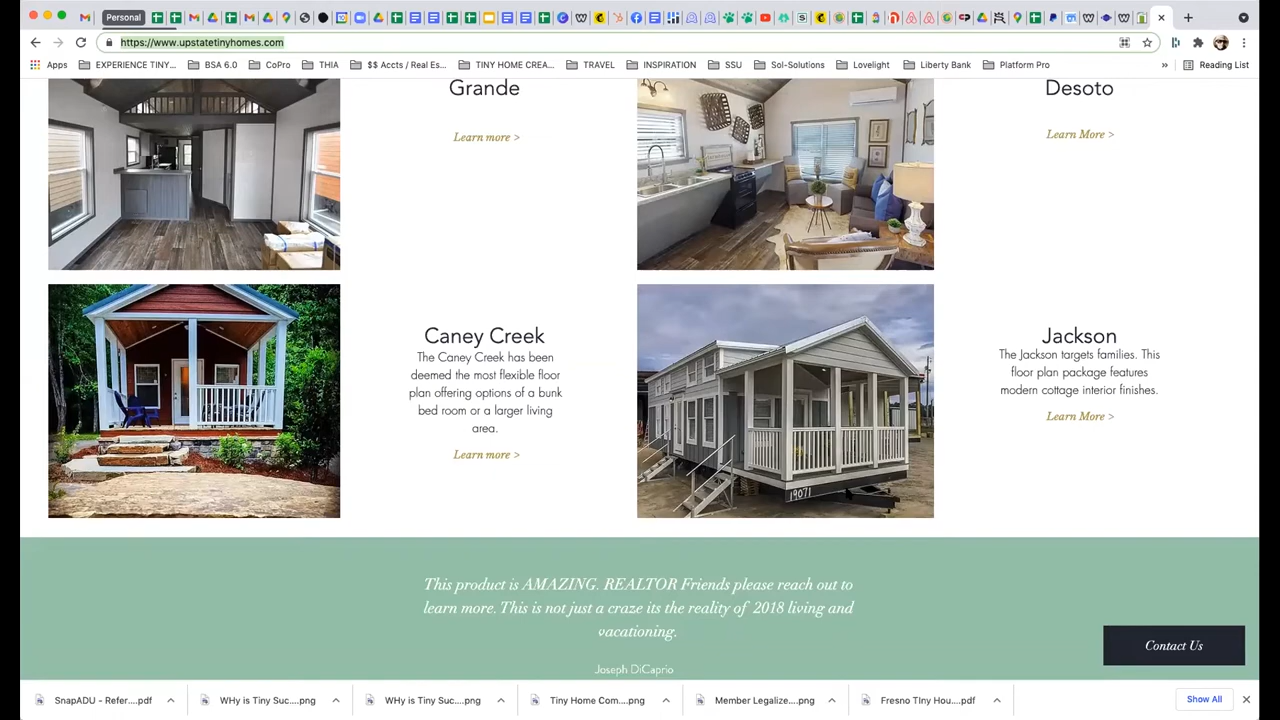 Personal
https://www.upstatetinyhomes.com
Apps EXPERIENCE TINY... BSA 6.0 CoPro THIA $$ Accts / Real Es... TINY HOME CREA... TRAVEL INSPIRATION SSU Sol-Solutions Lovelight Liberty Bank Platform Pro » Reading List
Grande
Learn more >
Desoto
Learn More >
Caney Creek
The Caney Creek has been
deemed the most flexible floor
plan offering options of a bunk
bed room or a larger living
area.
Learn more >
19071
Jackson
The Jackson targets families. This
floor plan package features
modern cottage interior finishes.
Learn More >
This product is AMAZING. REALTOR Friends please reach out to
learn more. This is not just a craze its the reality of 2018 living and
vacationing.
Joseph DiCaprio
Contact Us
SnapADU - Refer....pdf WHy is Tiny Suc....png WHy is Tiny Suc....png Tiny Home Com....png Member Legalize....png Fresno TIny Hou....pdf Show All